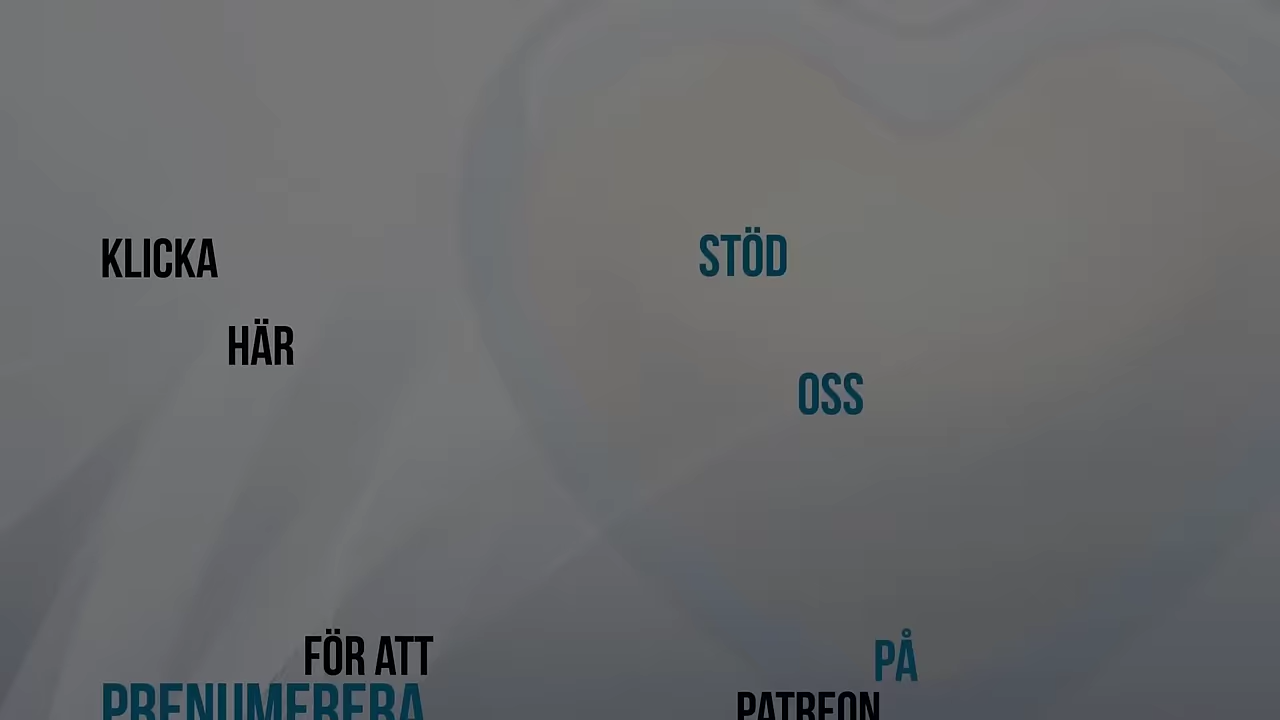 KLICKA
HÄR
FÖR ATT
PRENUMERERA
STÖD
OSS
PÅ
PATREON